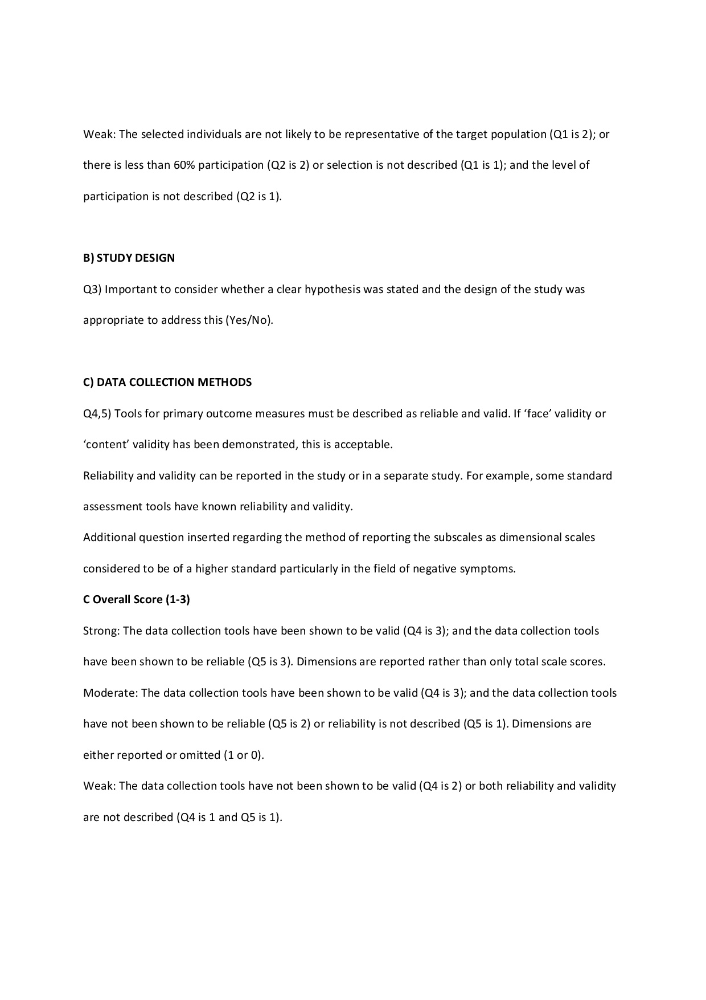 Weak: The selected individuals are not likely to be representative of the target population (Q1 is 2); or
there is less than 60% participation (Q2 is 2) or selection is not described (Q1 is 1); and the level of
participation is not described (Q2 is 1).
B) STUDY DESIGN
Q3) Important to consider whether a clear hypothesis was stated and the design of the study was
appropriate to address this (Yes/No).
C) DATA COLLECTION METHODS
Q4,5) Tools for primary outcome measures must be described as reliable and valid. If ‘face’ validity or
‘content’ validity has been demonstrated, this is acceptable.
Reliability and validity can be reported in the study or in a separate study. For example, some standard
assessment tools have known reliability and validity.
Additional question inserted regarding the method of reporting the subscales as dimensional scales
considered to be of a higher standard particularly in the field of negative symptoms.
C Overall Score (1-3)
Strong: The data collection tools have been shown to be valid (Q4 is 3); and the data collection tools
have been shown to be reliable (Q5 is 3). Dimensions are reported rather than only total scale scores.
Moderate: The data collection tools have been shown to be valid (Q4 is 3); and the data collection tools
have not been shown to be reliable (Q5 is 2) or reliability is not described (Q5 is 1). Dimensions are
either reported or omitted (1 or 0).
Weak: The data collection tools have not been shown to be valid (Q4 is 2) or both reliability and validity
are not described (Q4 is 1 and Q5 is 1).